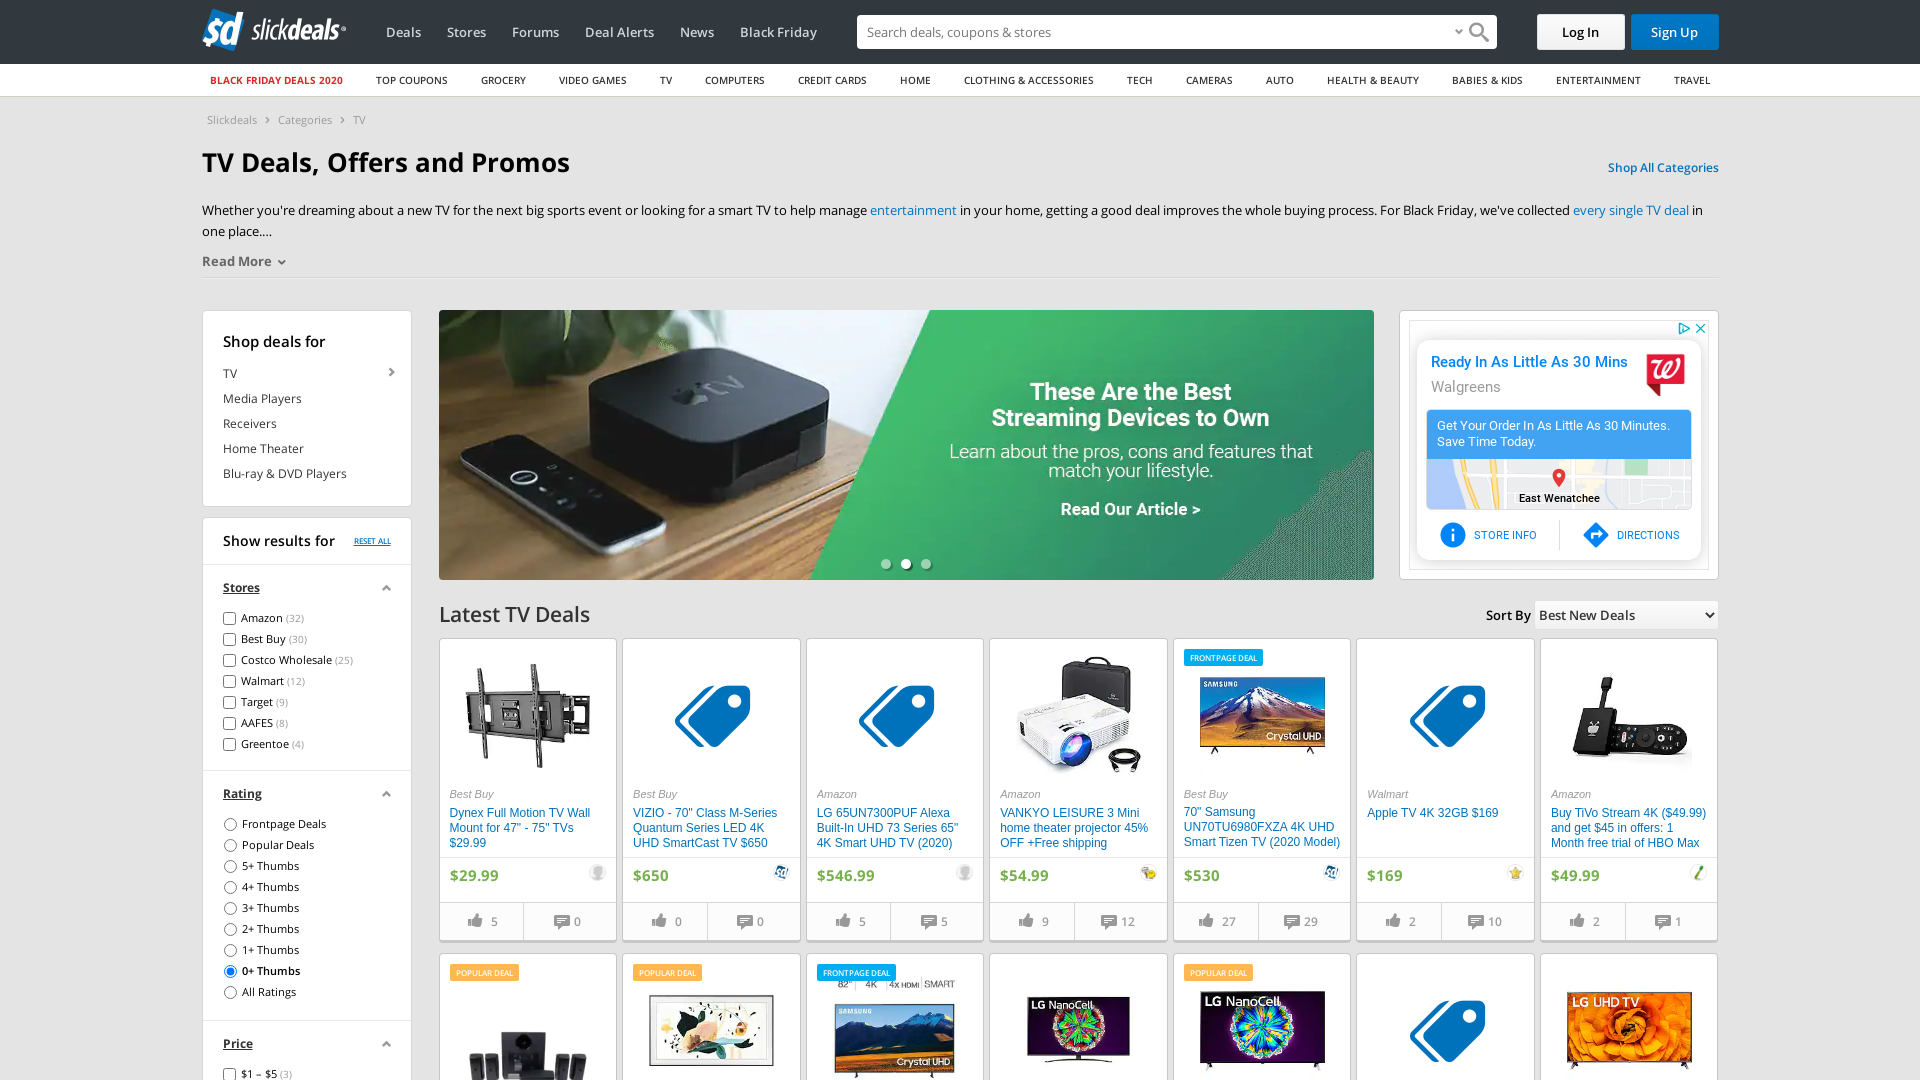 $d slickdeals
Deals
Stores
Forums
Deal Alerts
News
Black Friday
Search deals, coupons & stores
Log In
Sign Up
BLACK FRIDAY DEALS 2020
TOP COUPONS
GROCERY
VIDEO GAMES
TV
COMPUTERS
CREDIT CARDS
HOME
CLOTHING & ACCESSORIES
TECH
CAMERAS
AUTO
HEALTH & BEAUTY
BABIES & KIDS
ENTERTAINMENT
TRAVEL
Slickdeals > Categories > TV
TV Deals, Offers and Promos
Shop All Categories
Whether you're dreaming about a new TV for the next big sports event or looking for a smart TV to help manage entertainment in your home, getting a good deal improves the whole buying process. For Black Friday, we've collected every single TV deal in
one place.…
Read More
Shop deals for
TV
Media Players
Receivers
Home Theater
Blu-ray & DVD Players
Show results for
RESET ALL
Stores
Amazon (32)
Best Buy (30)
Costco Wholesale (25)
Walmart (12)
Target (9)
AAFES (8)
Greentoe (4)
Rating
Frontpage Deals
Popular Deals
5+ Thumbs
4+ Thumbs
3+ Thumbs
2+ Thumbs
1+ Thumbs
0+ Thumbs
All Ratings
Price
$1 – $5 (3)
tv
These Are the Best
Streaming Devices to Own
Learn about the pros, cons and features that
match your lifestyle.
Read Our Article >
Ready In As Little As 30 Mins
Walgreens
W
Get Your Order In As Little As 30 Minutes.
Save Time Today.
East Wenatchee
STORE INFO
DIRECTIONS
Latest TV Deals
Sort By
Best New Deals
Best Buy
Dynex Full Motion TV Wall
Mount for 47" - 75" TVs
$29.99
$29.99
5
0
Best Buy
VIZIO - 70" Class M-Series
Quantum Series LED 4K
UHD SmartCast TV $650
$650
0
0
Amazon
LG 65UN7300PUF Alexa
Built-In UHD 73 Series 65"
4K Smart UHD TV (2020)
$546.99
5
5
Amazon
VANKYO LEISURE 3 Mini
home theater projector 45%
OFF +Free shipping
$54.99
9
12
FRONTPAGE DEAL
SAMSUNG
Crystal UHD
Best Buy
70" Samsung
UN70TU6980FXZA 4K UHD
Smart Tizen TV (2020 Model)
$530
27
29
Walmart
Apple TV 4K 32GB $169
$169
2
10
Amazon
Buy TiVo Stream 4K ($49.99)
and get $45 in offers: 1
Month free trial of HBO Max
$49.99
2
1
POPULAR DEAL
POPULAR DEAL
FRONTPAGE DEAL
82" 4K 4X HDMI SMART
SAMSUNG
Crystal UHD
LG NanoCell
POPULAR DEAL
LG NanoCell
LG UHD TV